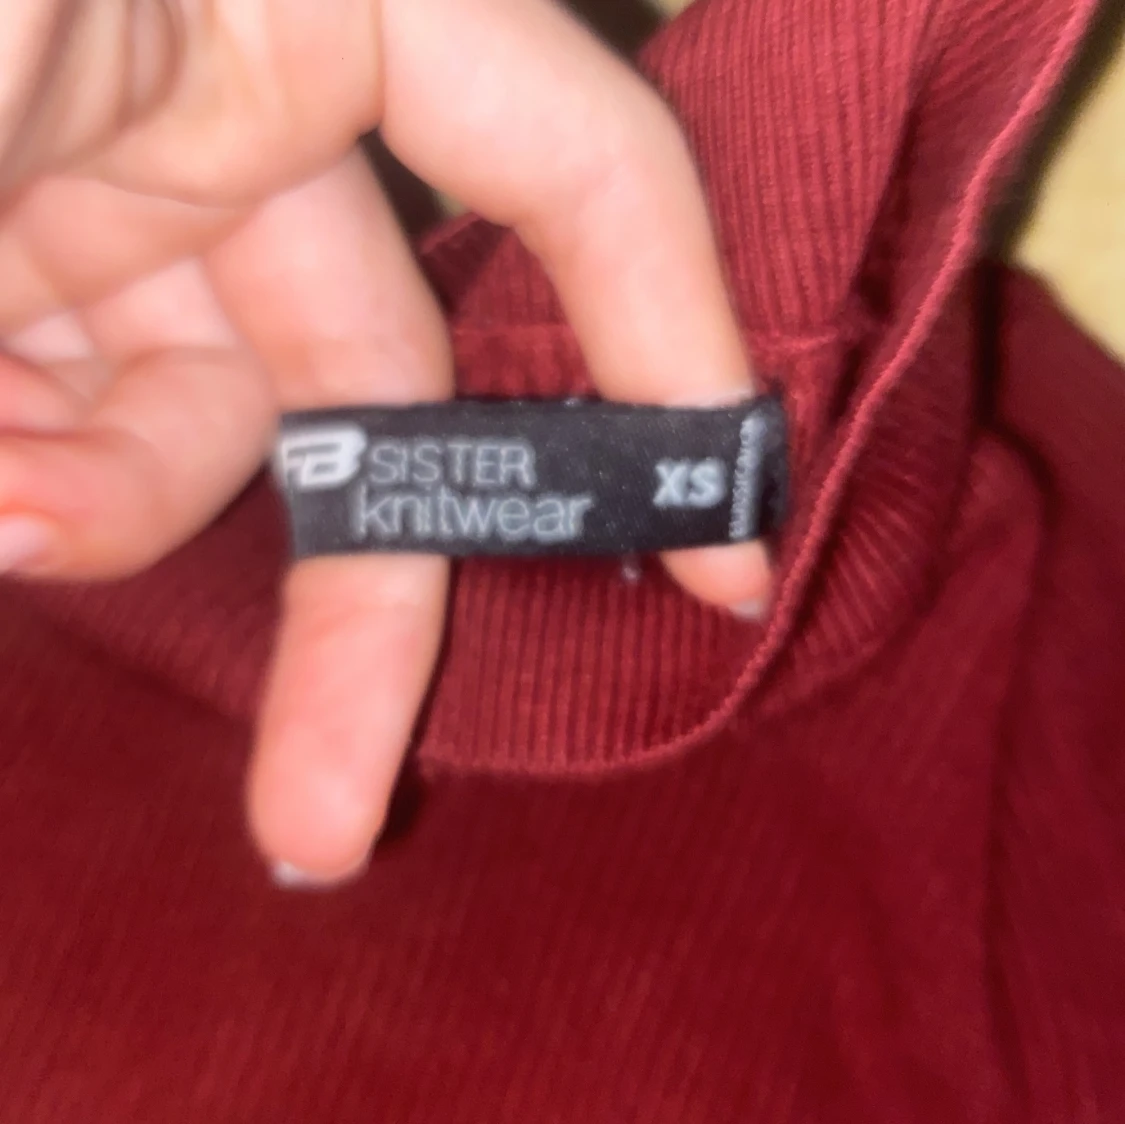 FB SISTER
knitwear
XS